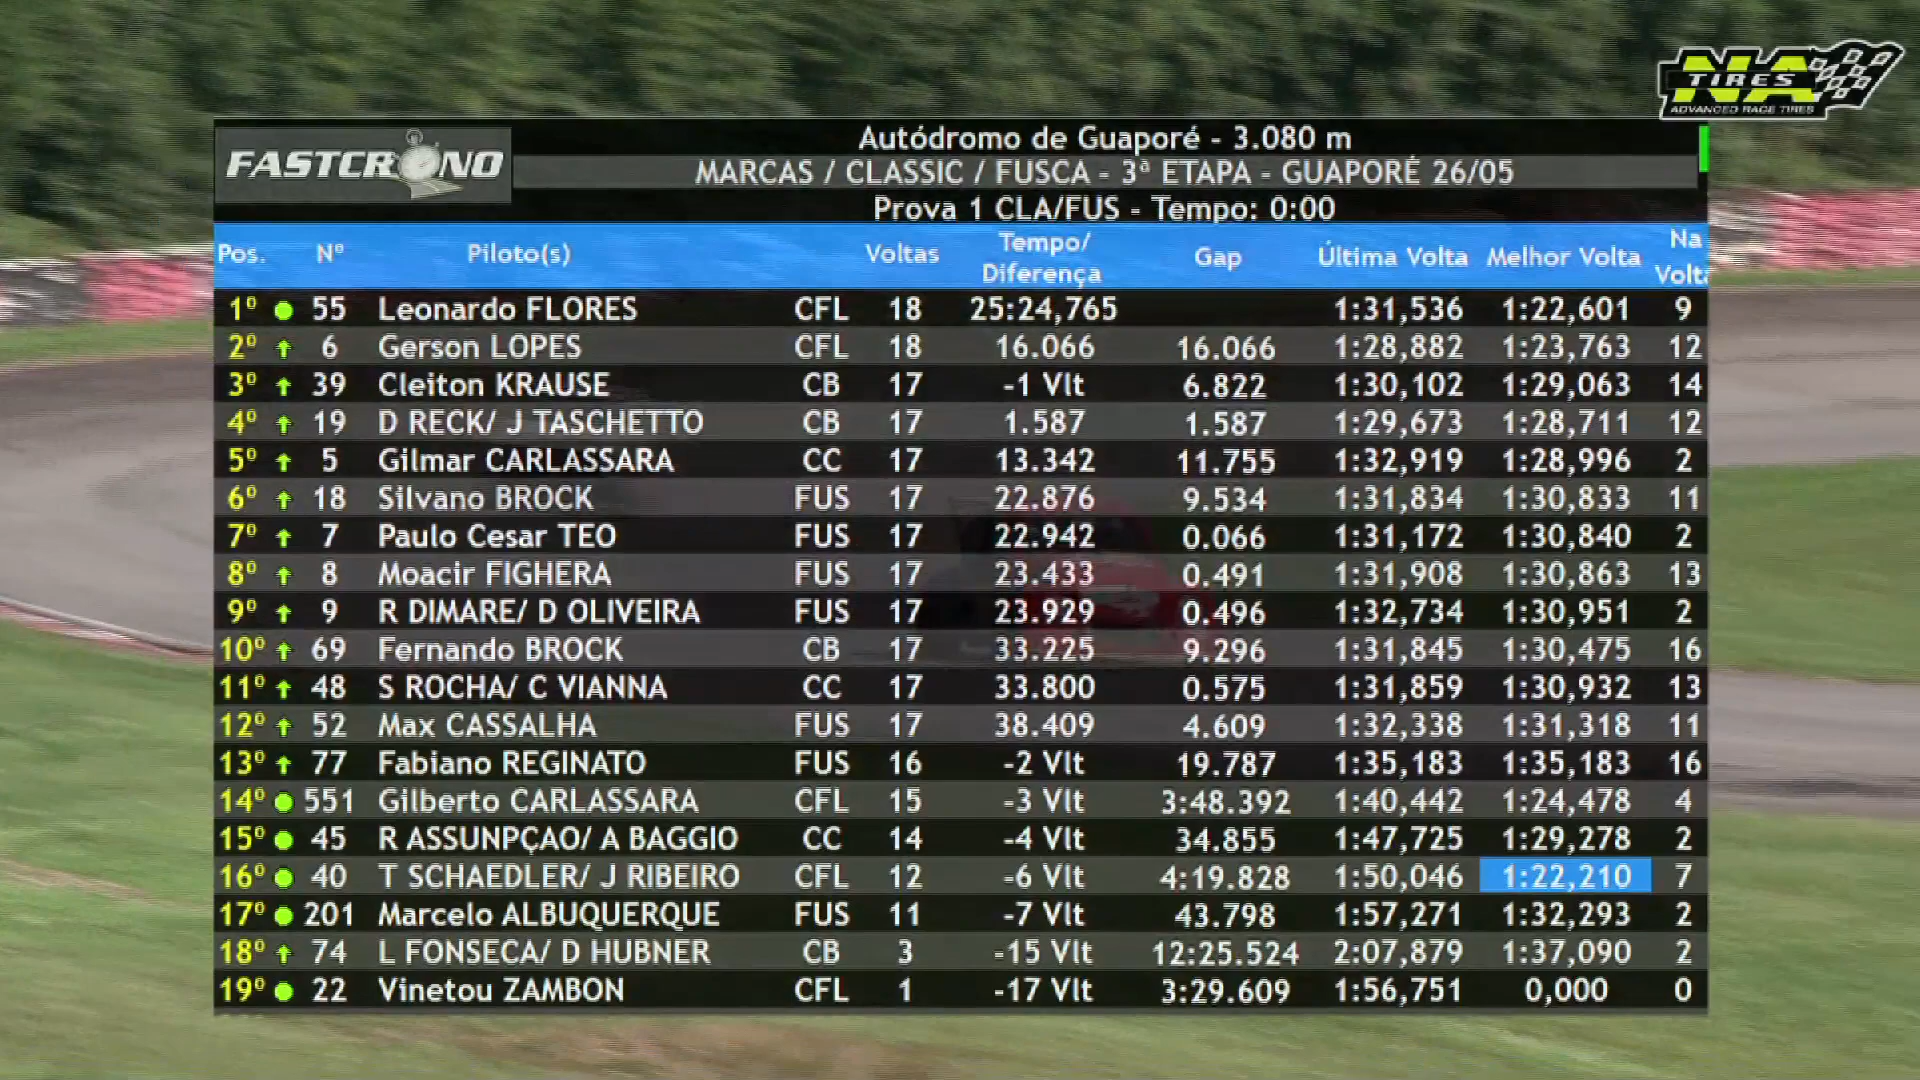 NA
TIRES
ADVANCED RACE TIRES
FASTCRONO
Autódromo de Guaporé - 3.080 m
MARCAS / CLASSIC / FUSCA - 3ª ETAPA - GUAPORÉ 26/05
Prova 1 CLA/FUS - Tempo: 0:00
Pos. Nº Piloto(s) Voltas Tempo/ Diferença Gap Última Volta Melhor Volta Na Volta
1º 55 Leonardo FLORES CFL 18 25:24,765 1:31,536 1:22,601 9
2º 6 Gerson LOPES CFL 18 16.066 16.066 1:28,882 1:23,763 12
3º 39 Cleiton KRAUSE CB 17 -1 Vlt 6.822 1:30,102 1:29,063 14
4º 19 D RECK/ J TASCHETTO CB 17 1.587 1.587 1:29,673 1:28,711 12
5º 5 Gilmar CARLASSARA CC 17 13.342 11.755 1:32,919 1:28,996 2
6º 18 Silvano BROCK FUS 17 22.876 9.534 1:31,834 1:30,833 11
7º 7 Paulo Cesar TEO FUS 17 22.942 0.066 1:31,172 1:30,840 2
8º 8 Moacir FIGHERA FUS 17 23.433 0.491 1:31,908 1:30,863 13
9º 9 R DIMARE/ D OLIVEIRA FUS 17 23.929 0.496 1:32,734 1:30,951 2
10º 69 Fernando BROCK CB 17 33.225 9.296 1:31,845 1:30,475 16
11º 48 S ROCHA/ C VIANNA CC 17 33.800 0.575 1:31,859 1:30,932 13
12º 52 Max CASSALHA FUS 17 38.409 4.609 1:32,338 1:31,318 11
13º 77 Fabiano REGINATO FUS 16 -2 Vlt 19.787 1:35,183 1:35,183 16
14º 551 Gilberto CARLASSARA CFL 15 -3 Vlt 3:48.392 1:40,442 1:24,478 4
15º 45 R ASSUNPÇAO/ A BAGGIO CC 14 -4 Vlt 34.855 1:47,725 1:29,278 2
16º 40 T SCHAEDLER/ J RIBEIRO CFL 12 -6 Vlt 4:19.828 1:50,046 1:22,210 7
17º 201 Marcelo ALBUQUERQUE FUS 11 -7 Vlt 43.798 1:57,271 1:32,293 2
18º 74 L FONSECA/ D HUBNER CB 3 -15 Vlt 12:25.524 2:07,879 1:37,090 2
19º 22 Vinetou ZAMBON CFL 1 -17 Vlt 3:29.609 1:56,751 0,000 0